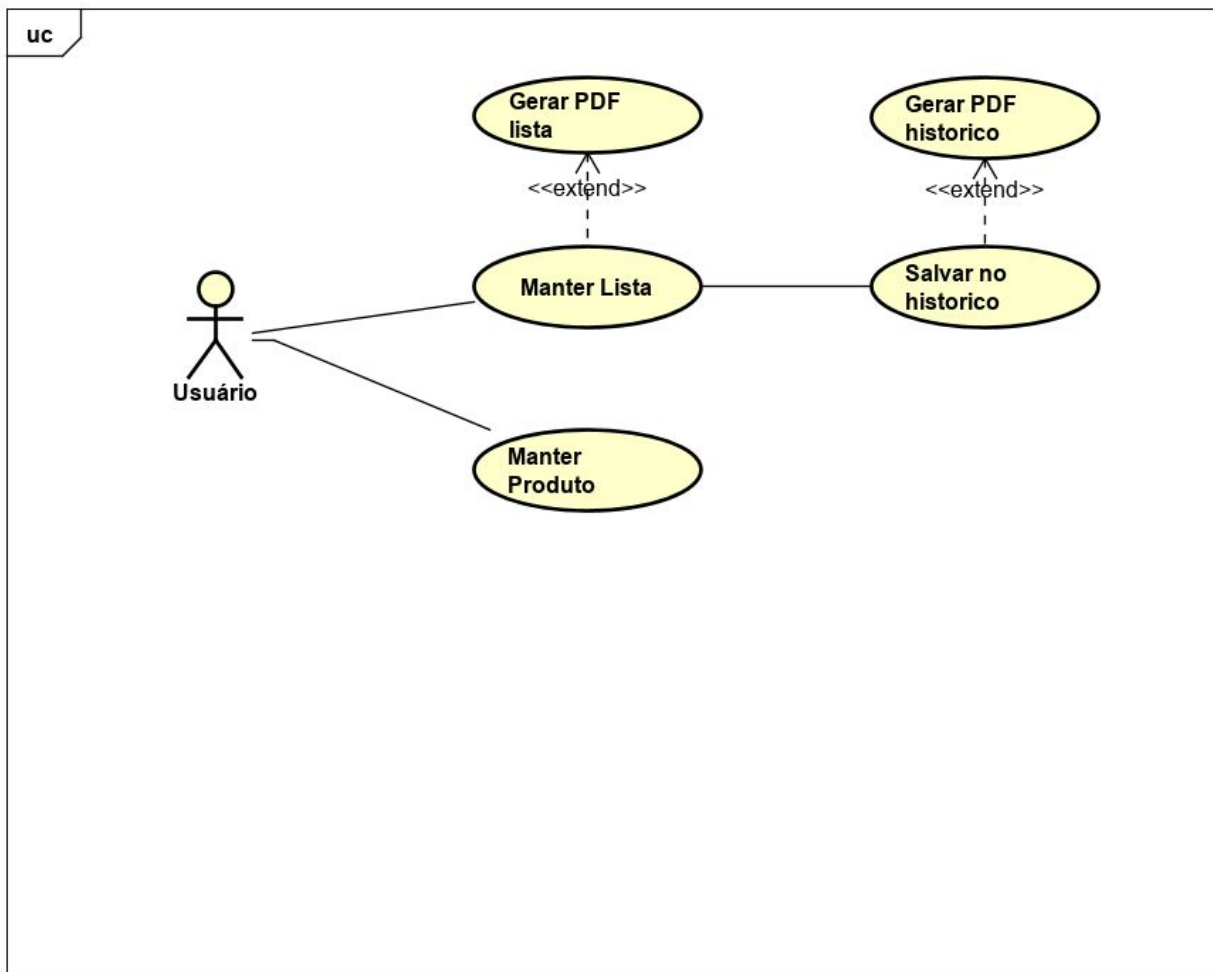 uc
Gerar PDF
lista
Gerar PDF
historico
<<extend>>
<<extend>>
Manter Lista
Salvar no
historico
Usuário
Manter
Produto